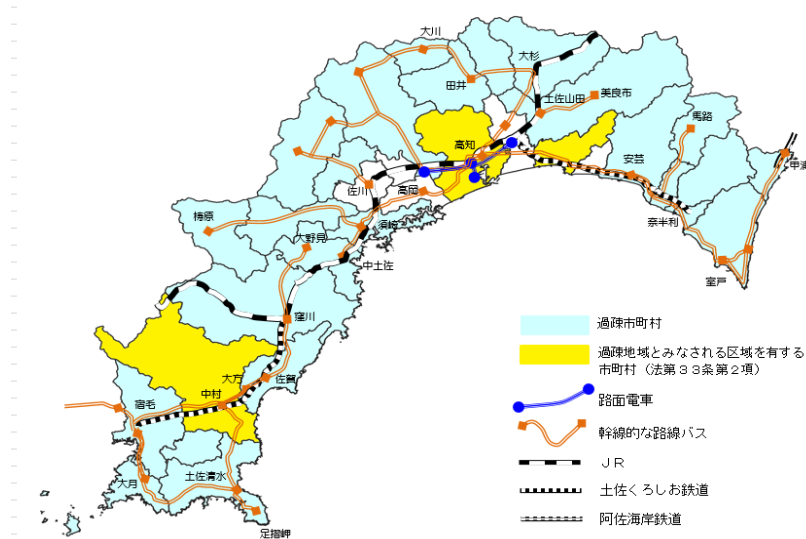 大川
大杉
田井
美良布
土佐山田
馬路
高知
安芸
甲浦
佐川
高岡
梼原
須崎
奈半利
大野見
中土佐
室戸
窪川
過疎市町村
過疎地域とみなされる区域を有する
市町村（法第３３条第２項）
大方
佐賀
中村
宿毛
路面電車
幹線的な路線バス
ＪＲ
大月
土佐清水
土佐くろしお鉄道
足摺岬
阿佐海岸鉄道